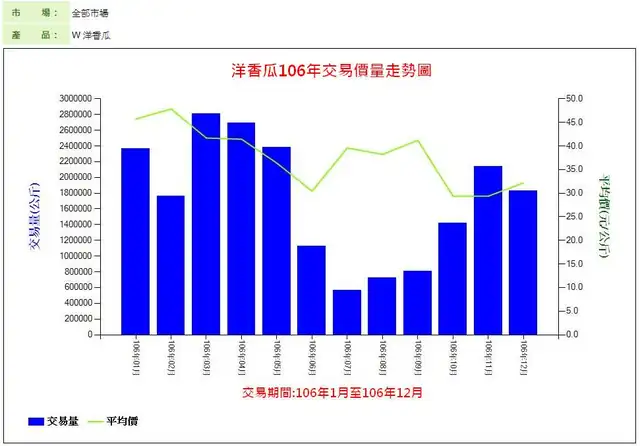 市 場： 全部市場
產 品： W 洋香瓜
洋香瓜106年交易價量走勢圖
3000000
2800000
2600000
2400000
2200000
2000000
1800000
1600000
1400000
1200000
1000000
800000
600000
400000
200000
0
交易量(公斤)
50.0
45.0
40.0
35.0
30.0
25.0
20.0
15.0
10.0
5.0
0.0
平均價(元/公斤)
106年01月
106年02月
106年03月
106年04月
106年05月
106年06月
106年07月
106年08月
106年09月
106年10月
106年11月
106年12月
交易期間:106年1月至106年12月
交易量 平均價